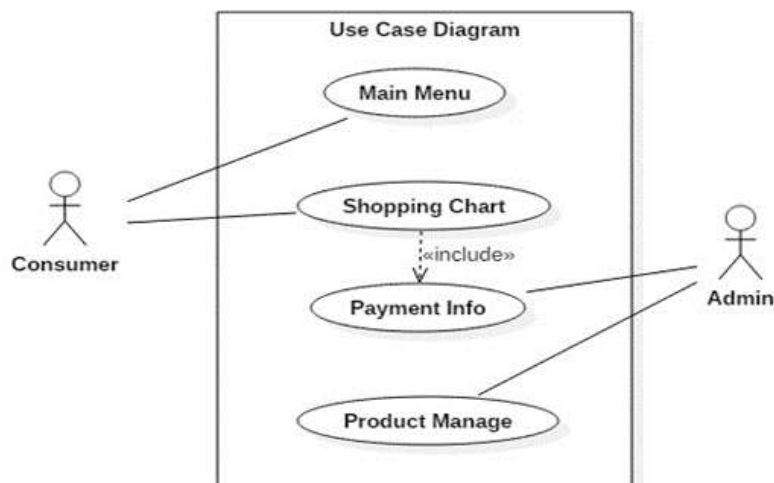 Use Case Diagram
Main Menu
Shopping Chart
«include»
Consumer
Payment Info
Admin
Product Manage